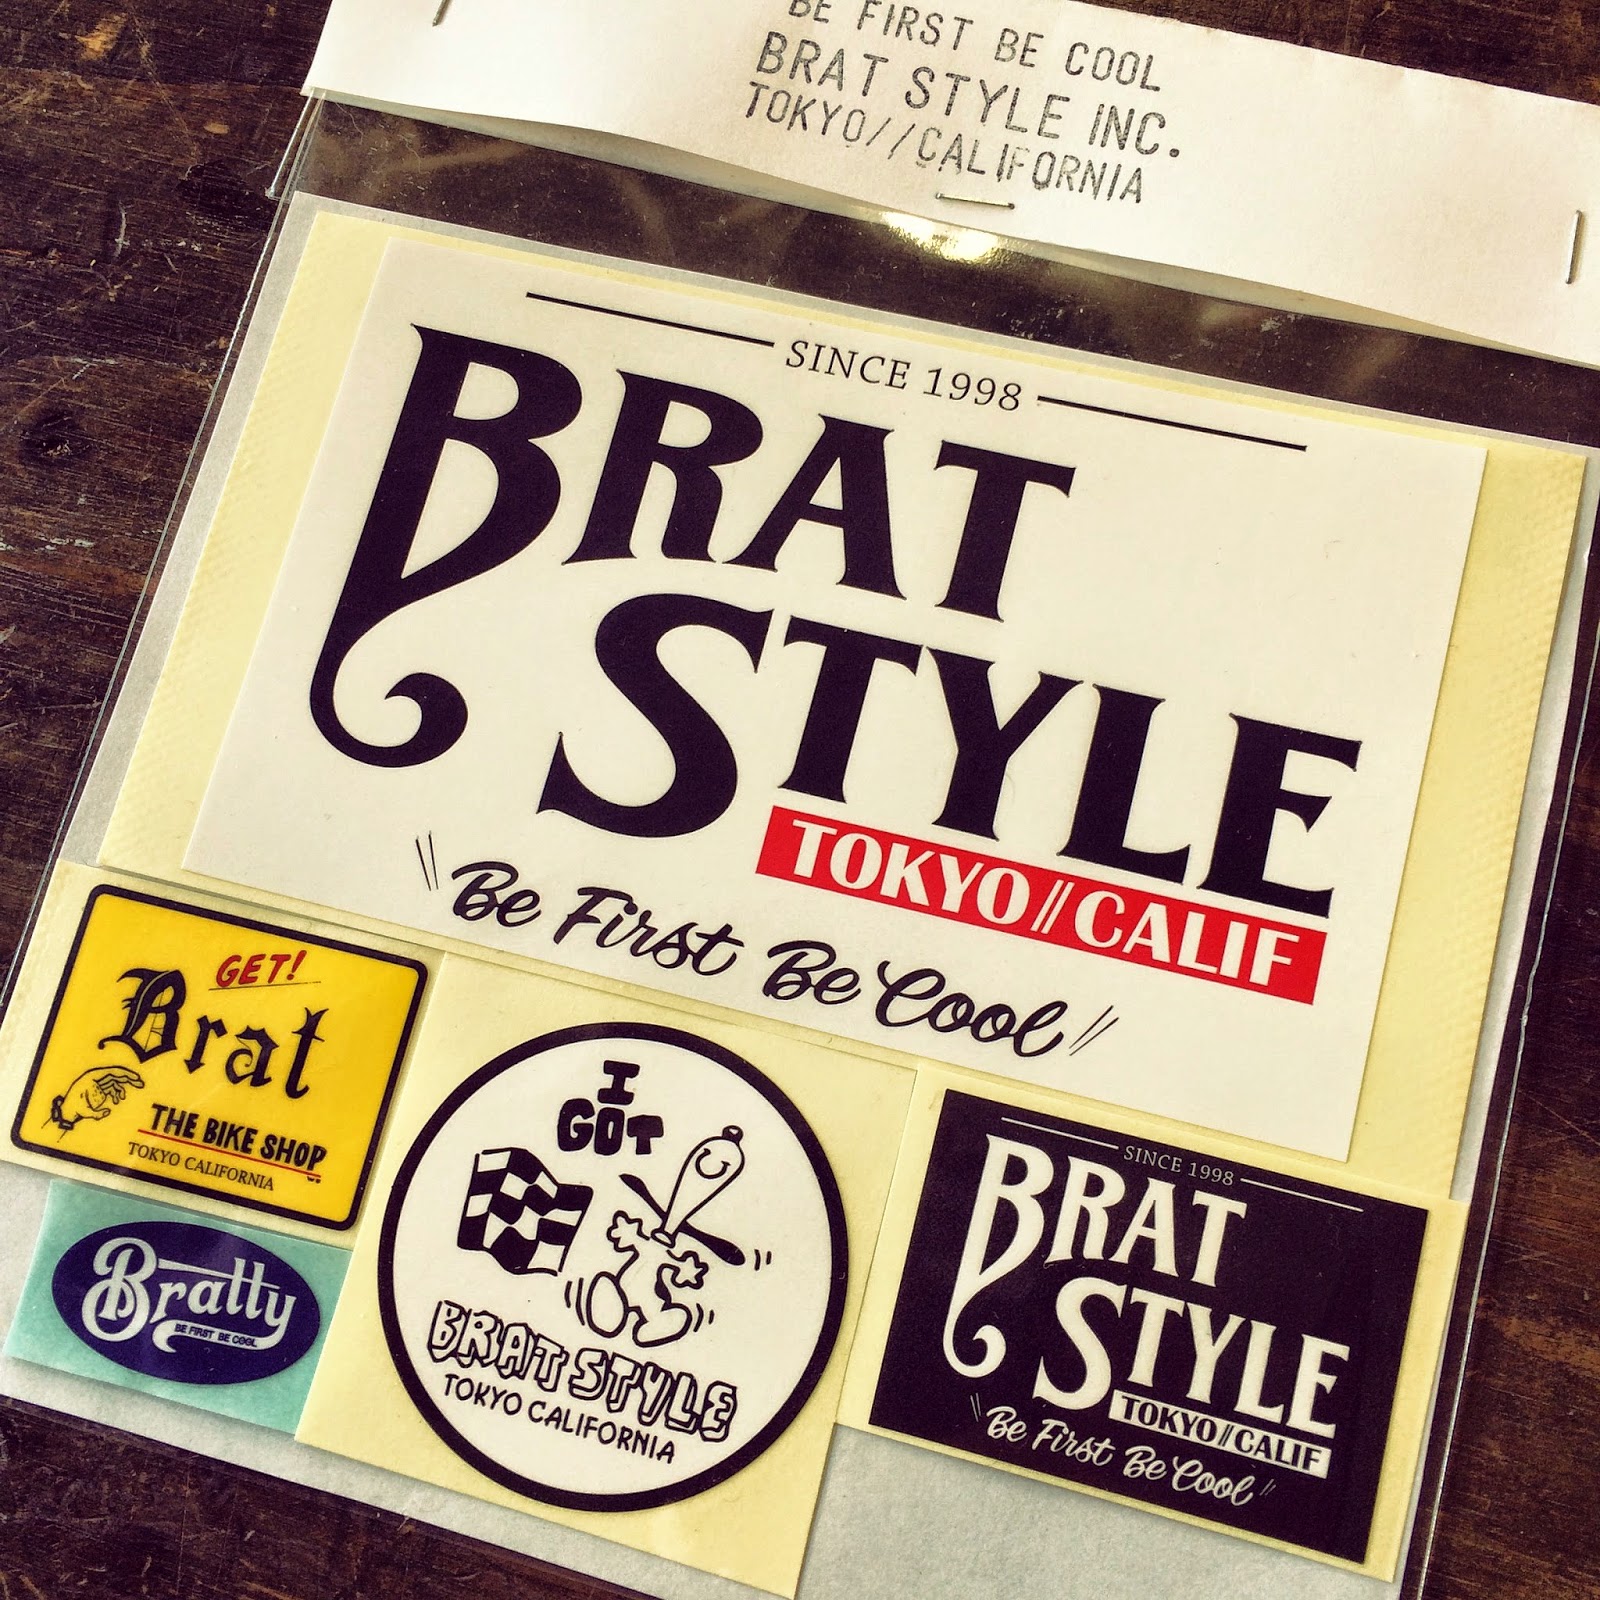 BE FIRST BE COOL
BRAT STYLE INC.
TOKYO//CALIFORNIA
SINCE 1998
BRAT
STYLE
TOKYO//CALIF
"Be First Be Cool"
GET!
Brat
THE BIKE SHOP
TOKYO CALIFORNIA
Bratty
BE FIRST BE COOL
I
GOT
BRAT STYLE
TOKYO CALIFORNIA
SINCE 1998
BRAT
STYLE
TOKYO//CALIF
"Be First Be Cool"